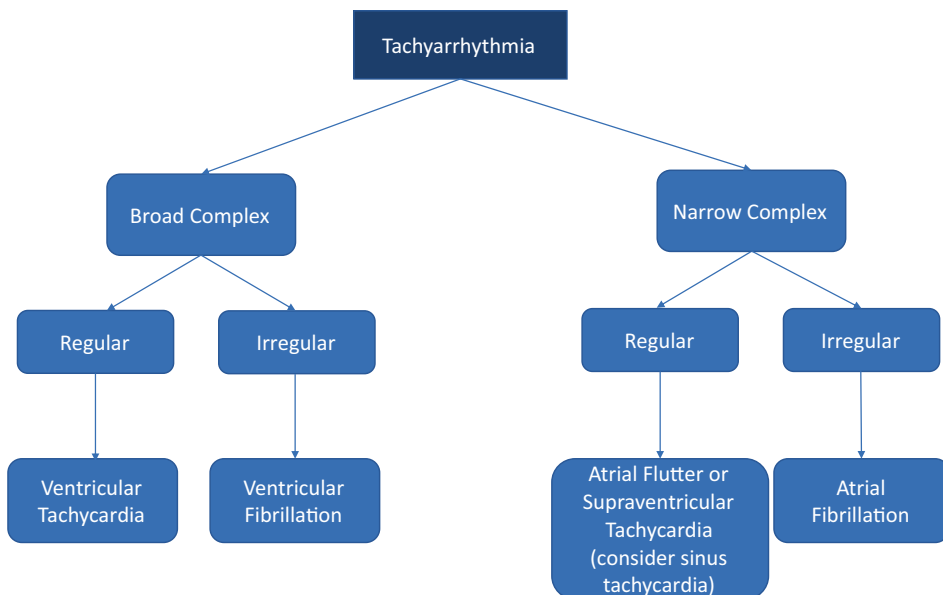 Tachyarrhythmia
Broad Complex
Narrow Complex
Regular
Irregular
Regular
Irregular
Ventricular
Tachycardia
Ventricular
Fibrillation
Atrial Flutter or
Supraventricular
Tachycardia
(consider sinus
tachycardia)
Atrial
Fibrillation